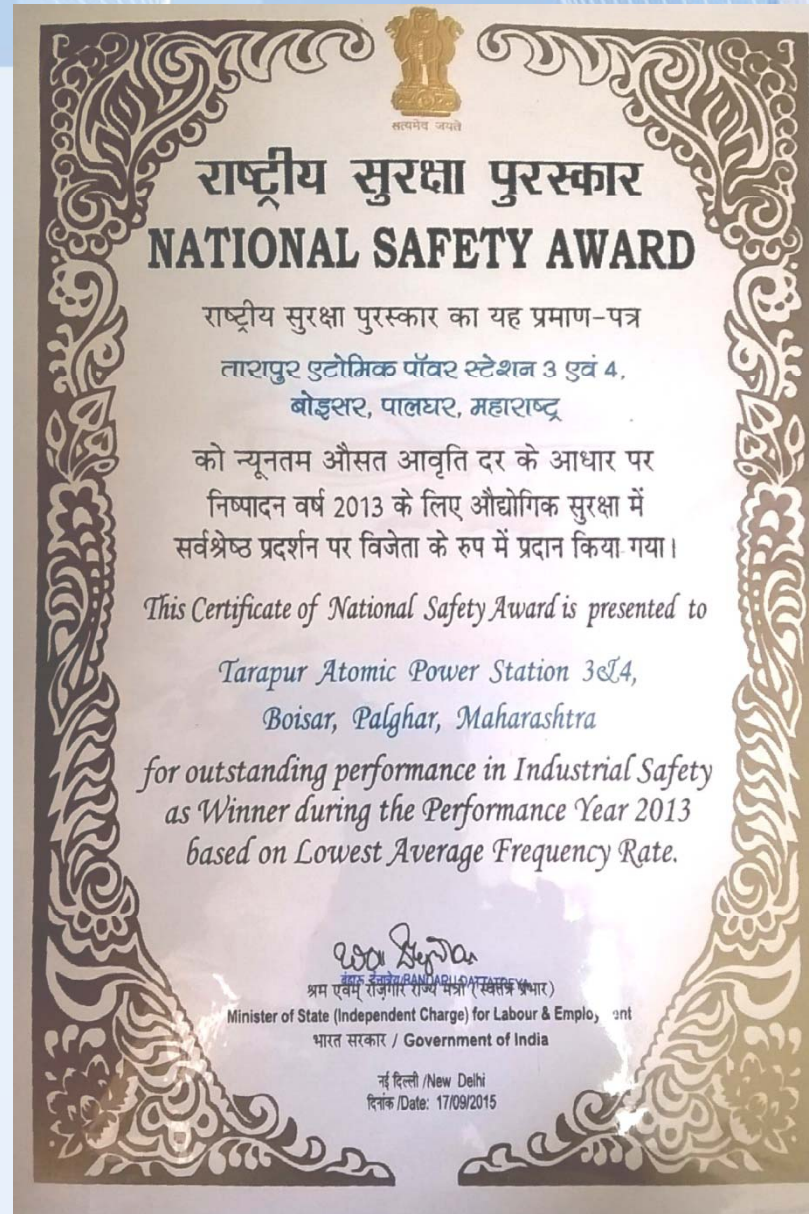 सत्यमेव जयते
राष्ट्रीय सुरक्षा पुरस्कार
NATIONAL SAFETY AWARD
राष्ट्रीय सुरक्षा पुरस्कार का यह प्रमाण-पत्र
तारापुर एटोमिक पॉवर स्टेशन 3 एवं 4,
बोइसर, पालघर, महाराष्ट्र
को न्यूनतम औसत आवृति दर के आधार पर
निष्पादन वर्ष 2013 के लिए औद्योगिक सुरक्षा में
सर्वश्रेष्ठ प्रदर्शन पर विजेता के रुप में प्रदान किया गया।
This Certificate of National Safety Award is presented to
Tarapur Atomic Power Station 3&4,
Boisar, Palghar, Maharashtra
for outstanding performance in Industrial Safety
as Winner during the Performance Year 2013
based on Lowest Average Frequency Rate.
बंडारू दत्तात्रेय/BANDARU DATTATREYA
श्रम एवम् रोज़गार राज्य मंत्री (स्वतंत्र प्रभार)
Minister of State (Independent Charge) for Labour & Employment
भारत सरकार / Government of India
नई दिल्ली /New Delhi
दिनांक /Date: 17/09/2015